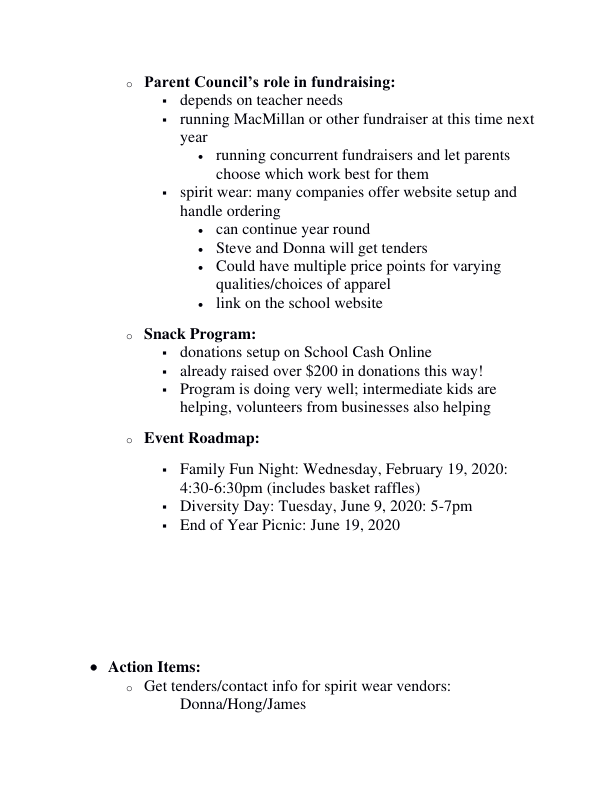 ○ Parent Council’s role in fundraising:
▪ depends on teacher needs
▪ running MacMillan or other fundraiser at this time next
year
• running concurrent fundraisers and let parents
choose which work best for them
▪ spirit wear: many companies offer website setup and
handle ordering
• can continue year round
• Steve and Donna will get tenders
• Could have multiple price points for varying
qualities/choices of apparel
• link on the school website
○ Snack Program:
▪ donations setup on School Cash Online
▪ already raised over $200 in donations this way!
▪ Program is doing very well; intermediate kids are
helping, volunteers from businesses also helping
○ Event Roadmap:
▪ Family Fun Night: Wednesday, February 19, 2020:
4:30-6:30pm (includes basket raffles)
▪ Diversity Day: Tuesday, June 9, 2020: 5-7pm
▪ End of Year Picnic: June 19, 2020
● Action Items:
○ Get tenders/contact info for spirit wear vendors:
Donna/Hong/James